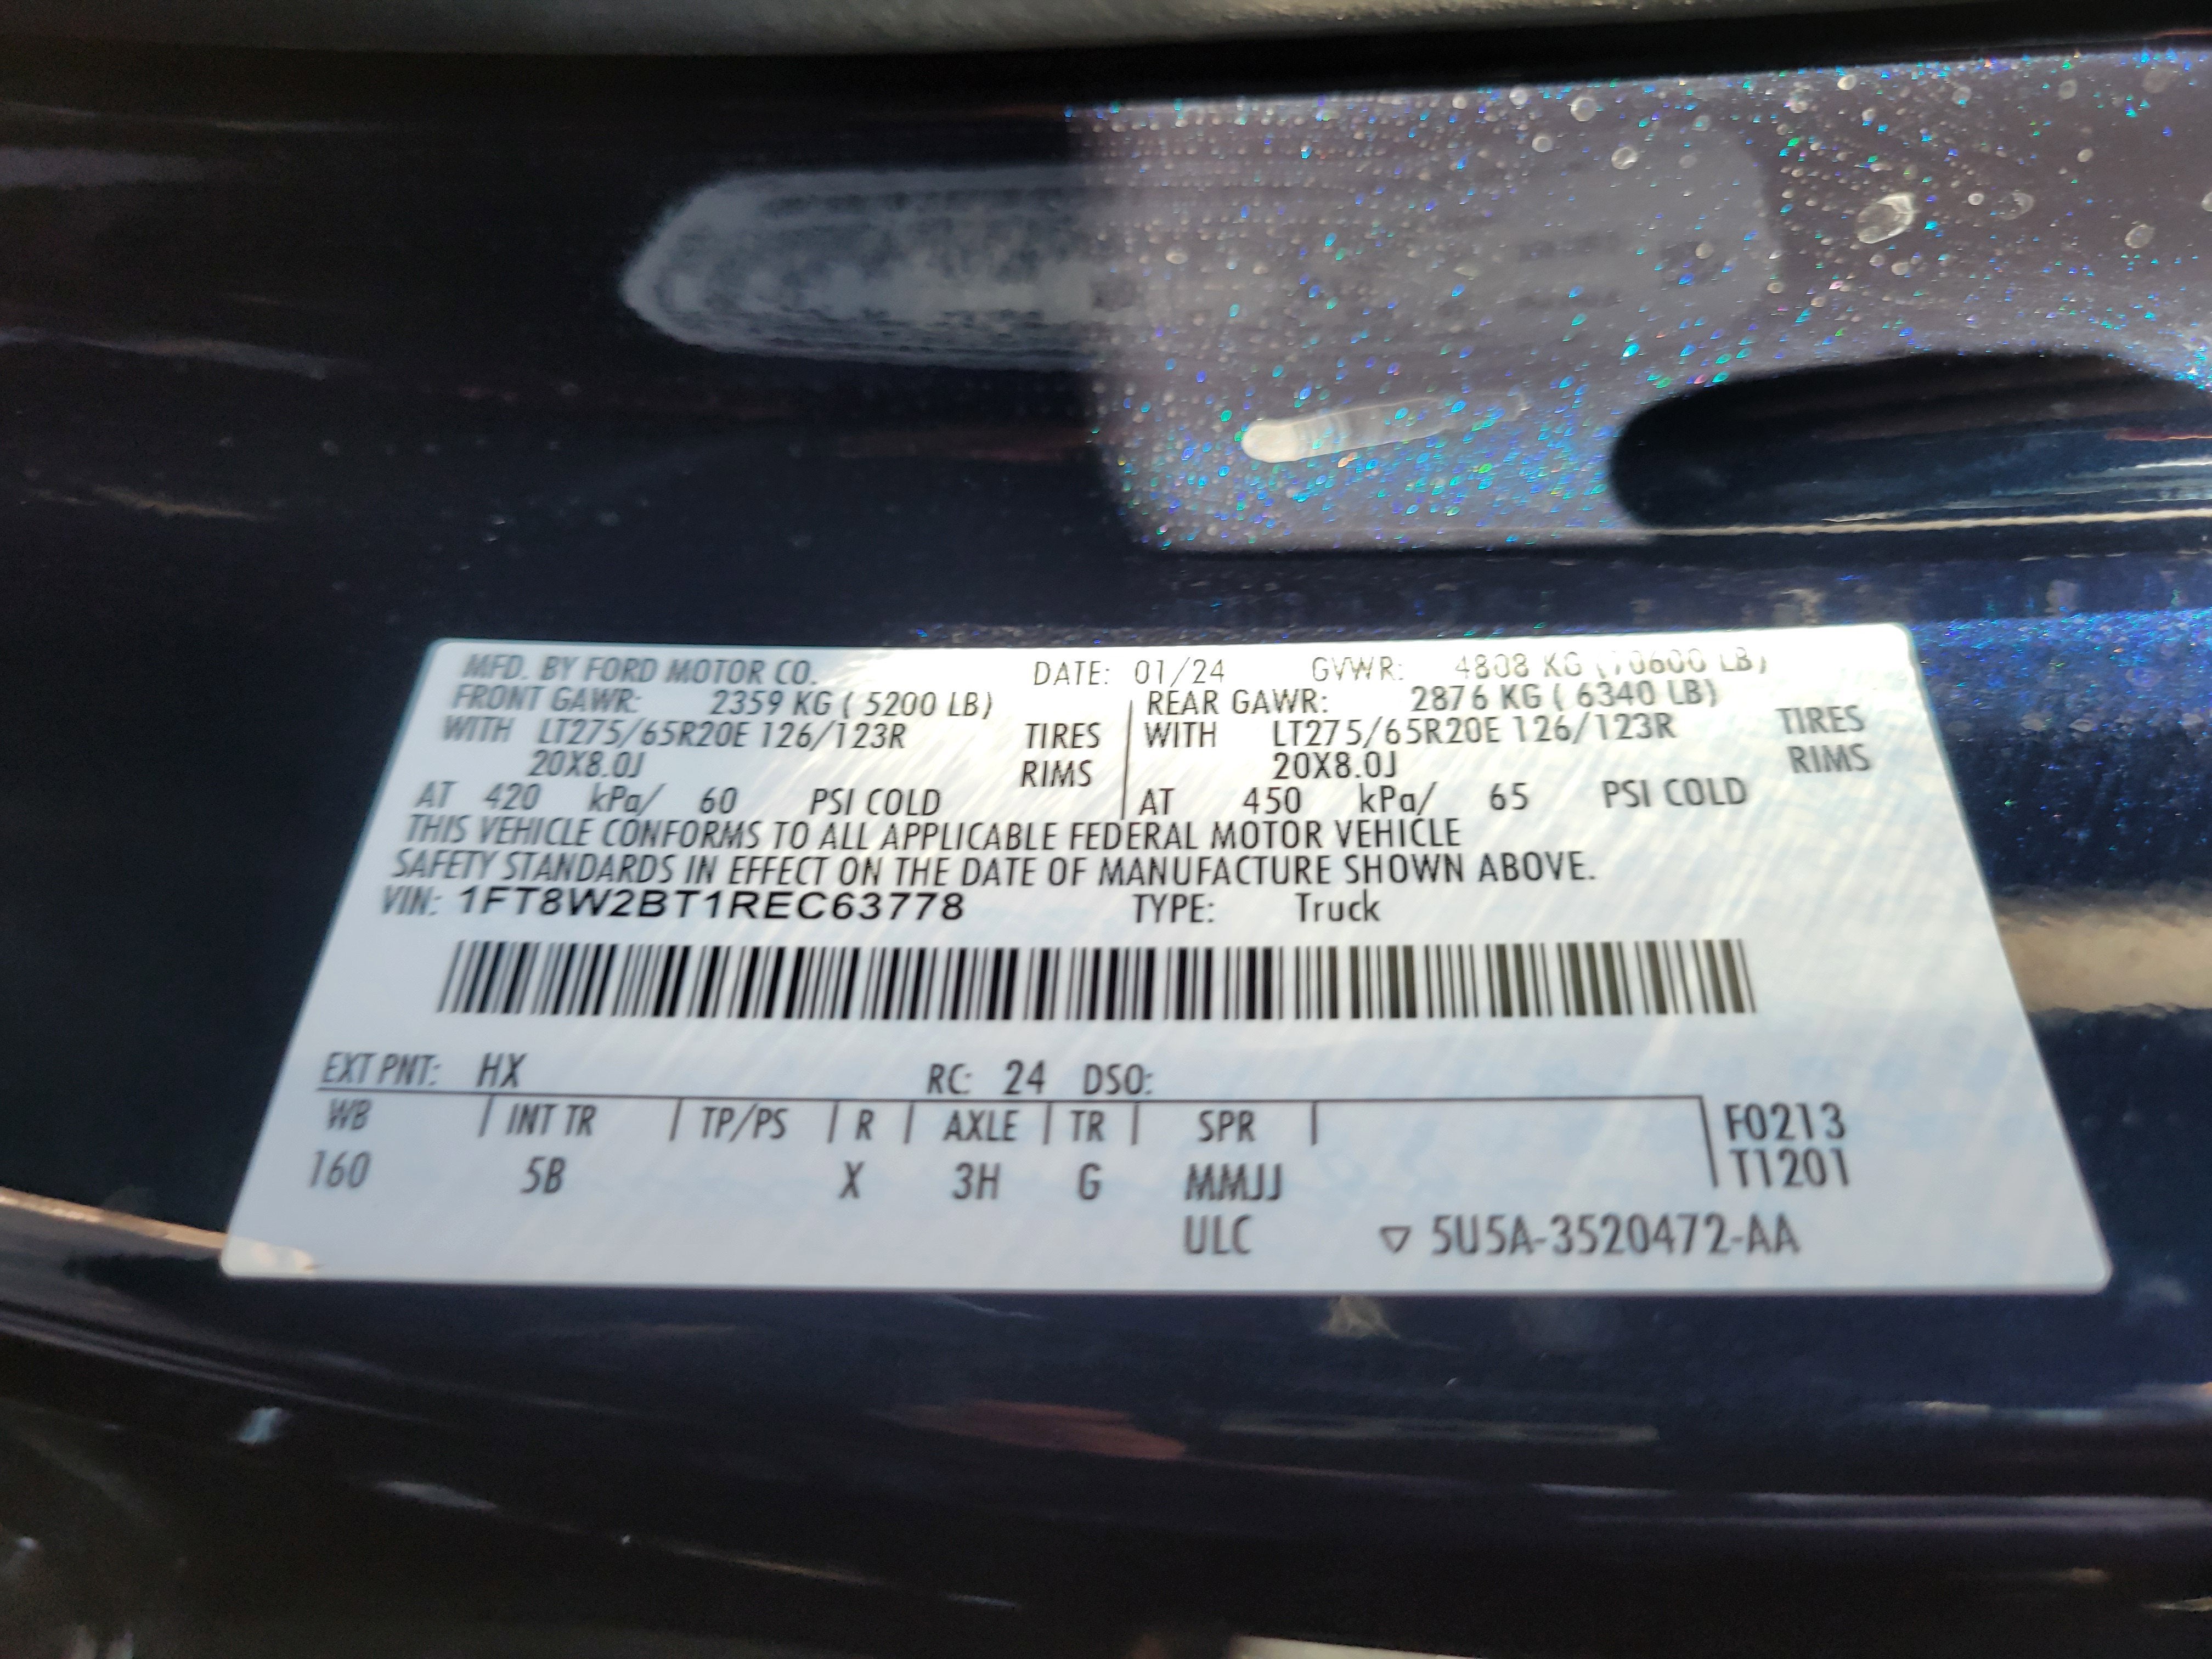 MFD. BY FORD MOTOR CO. DATE: 01/24 GVWR: 4808 KG (10600 LB)
FRONT GAWR: 2359 KG ( 5200 LB) REAR GAWR: 2876 KG ( 6340 LB)
WITH LT275/65R20E 126/123R TIRES WITH LT275/65R20E 126/123R TIRES
20X8.0J RIMS 20X8.0J RIMS
AT 420 kPa/ 60 PSI COLD AT 450 kPa/ 65 PSI COLD
THIS VEHICLE CONFORMS TO ALL APPLICABLE FEDERAL MOTOR VEHICLE
SAFETY STANDARDS IN EFFECT ON THE DATE OF MANUFACTURE SHOWN ABOVE.
VIN: 1FT8W2BT1REC63778 TYPE: Truck
EXT PNT: HX RC: 24 DSO:
WB INT TR TP/PS R AXLE TR SPR F0213
160 5B X 3H G MMJJ T1201
ULC ▽ 5U5A-3520472-AA